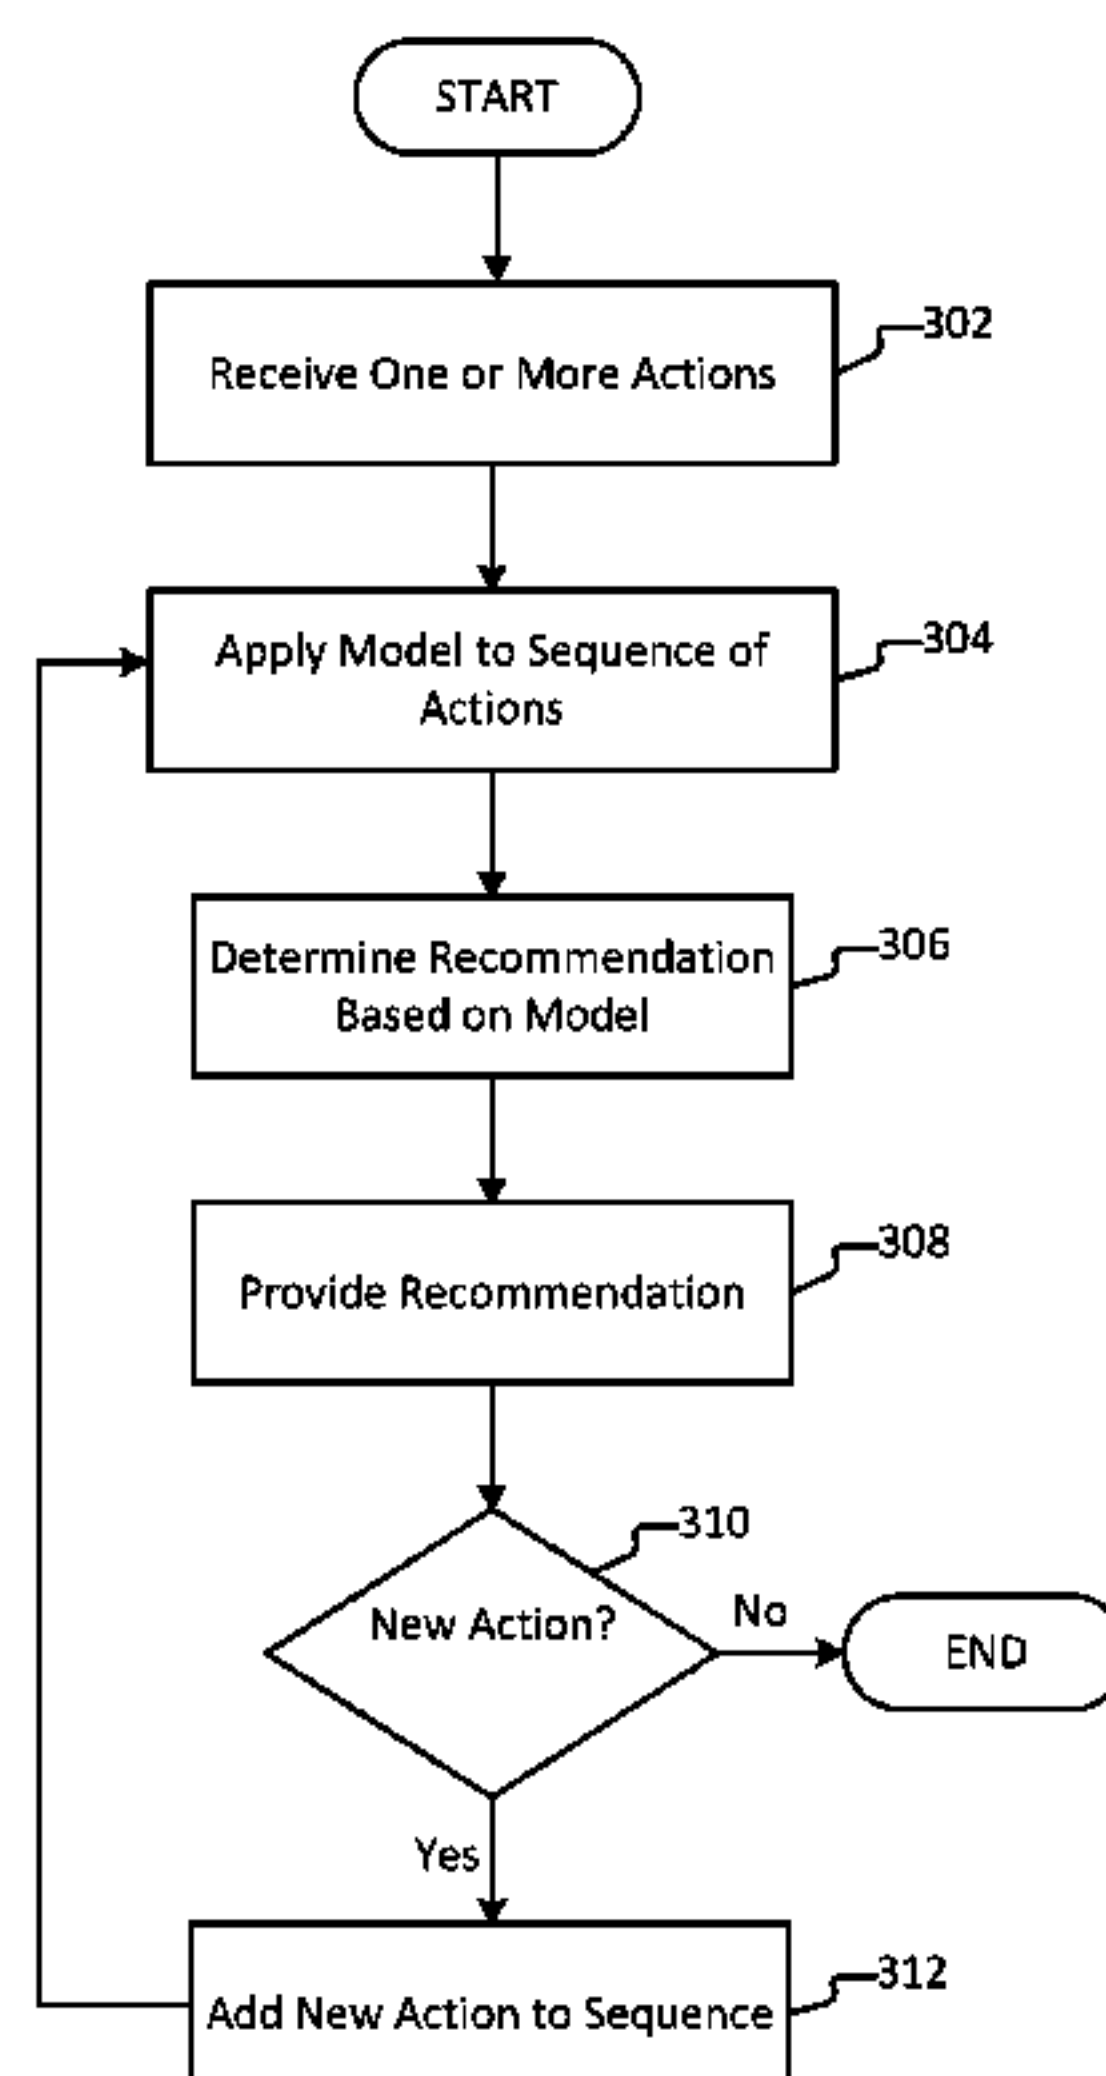 START
302
Receive One or More Actions
304
Apply Model to Sequence of
Actions
306
Determine Recommendation
Based on Model
308
Provide Recommendation
310
New Action?
No
END
Yes
312
Add New Action to Sequence